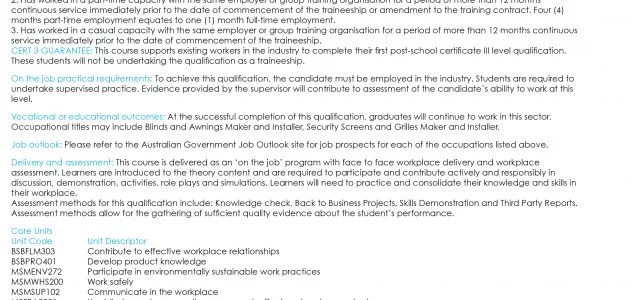 2. Has worked in a part-time capacity with the same employer or group training organisation for a period of more than 12 months
continuous service immediately prior to the date of commencement of the traineeship or amendment to the training contract. Four (4)
months part-time employment equates to one (1) month full-time employment.
3. Has worked in a casual capacity with the same employer or group training organisation for a period of more than 12 months continuous
service immediately prior to the date of commencement of the traineeship.
CERT 3 GUARANTEE: This course supports existing workers in the industry to complete their first post-school certificate III level qualification.
These students will not be undertaking the qualification as a traineeship.
On the job practical requirements: To achieve this qualification, the candidate must be employed in the industry. Students are required to
undertake supervised practice. Evidence provided by the supervisor will contribute to assessment of the candidate's ability to work at this
level.
Vocational or educational outcomes: At the successful completion of this qualification, graduates will continue to work in this sector.
Occupational titles may include Blinds and Awnings Maker and Installer, Security Screens and Grilles Maker and Installer.
Job outlook: Please refer to the Australian Government Job Outlook site for job prospects for each of the occupations listed above.
Delivery and assessment: This course is delivered as an 'on the job' program with face to face workplace delivery and workplace
assessment. Learners are introduced to the theory content and are required to participate and contribute actively and responsibly in
discussion, demonstration, activities, role plays and simulations. Learners will need to practice and consolidate their knowledge and skills in
their workplace.
Assessment methods for this qualification include: Knowledge check, Back to Business Projects, Skills Demonstration and Third Party Reports.
Assessment methods allow for the gathering of sufficient quality evidence about the student's performance.
Core Units
Unit Code Unit Descriptor
BSBFLM303 Contribute to effective workplace relationships
BSBPRO401 Develop product knowledge
MSMENV272 Participate in environmentally sustainable work practices
MSMWHS200 Work safely
MSMSUP102 Communicate in the workplace